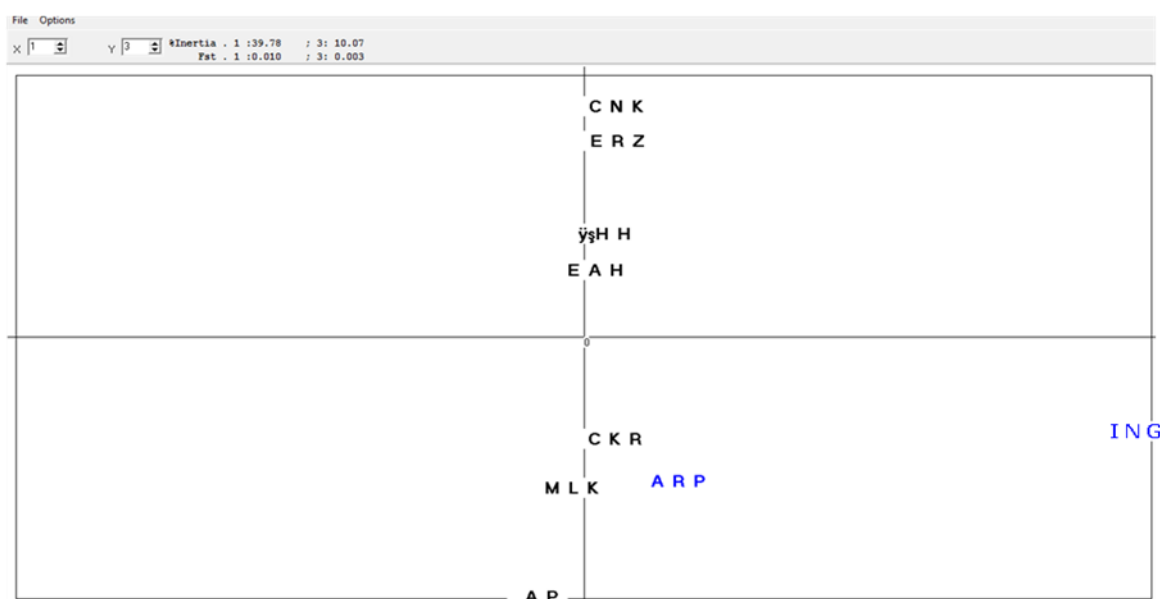 File Options
X 1 Y 3 %Inertia . 1 :39.78 ; 3: 10.07
Fst . 1 :0.010 ; 3: 0.003
C N K
E R Z
ÿşH H
E A H
0
C K R
I N G
A R P
M L K
A P